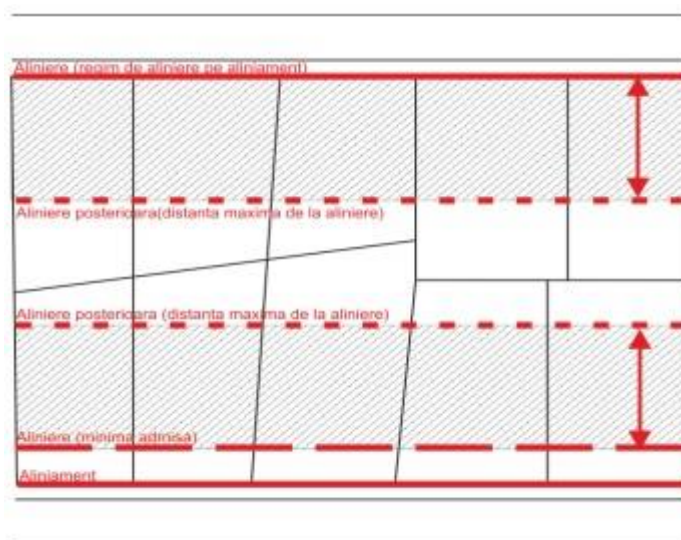 Aliniere (regim de aliniere pe aliniament)
Aliniere posterioara(distanta maxima de la aliniere)
Aliniere posterioara (distanta maxima de la aliniere)
Aliniere (minima admisă)
Aliniament